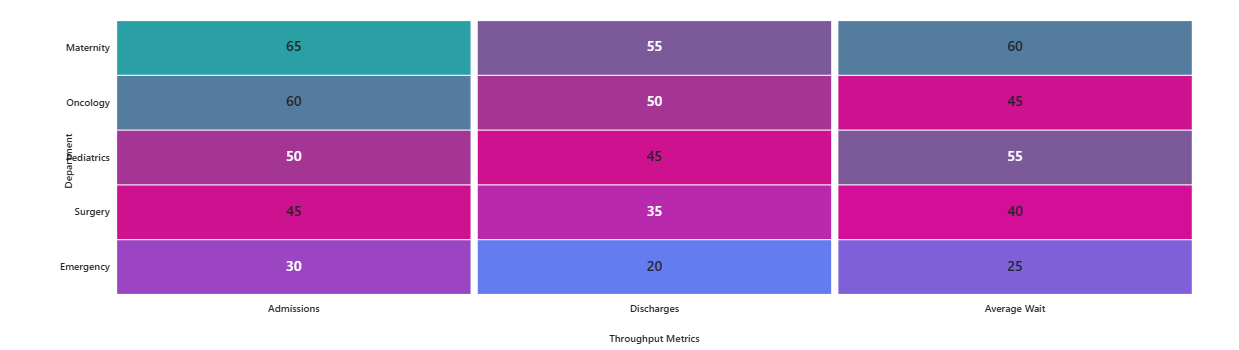 Department
Maternity 65 55 60
Oncology 60 50 45
Pediatrics 50 45 55
Surgery 45 35 40
Emergency 30 20 25
Admissions Discharges Average Wait
Throughput Metrics